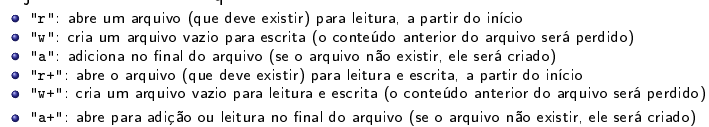 "r": abre um arquivo (que deve existir) para leitura, a partir do início
"w": cria um arquivo vazio para escrita (o conteúdo anterior do arquivo será perdido)
"a": adiciona no final do arquivo (se o arquivo não existir, ele será criado)
"r+": abre o arquivo (que deve existir) para leitura e escrita, a partir do início
"w+": cria um arquivo vazio para leitura e escrita (o conteúdo anterior do arquivo será perdido)
"a+": abre para adição ou leitura no final do arquivo (se o arquivo não existir, ele será criado)